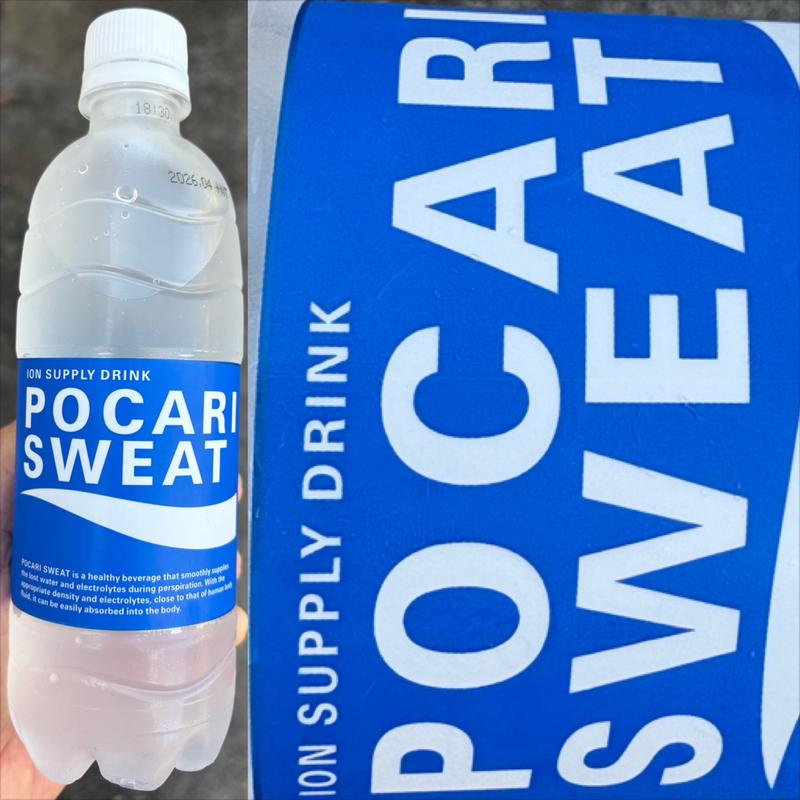 18:30
2026.04
ION SUPPLY DRINK
POCARI
SWEAT
POCARI SWEAT is a healthy beverage that smoothly supplies
the lost water and electrolytes during perspiration. With the
appropriate density and electrolytes, close to that of human body
fluid, it can be easily absorbed into the body.
ION SUPPLY DRINK
POCARI
SWEAT